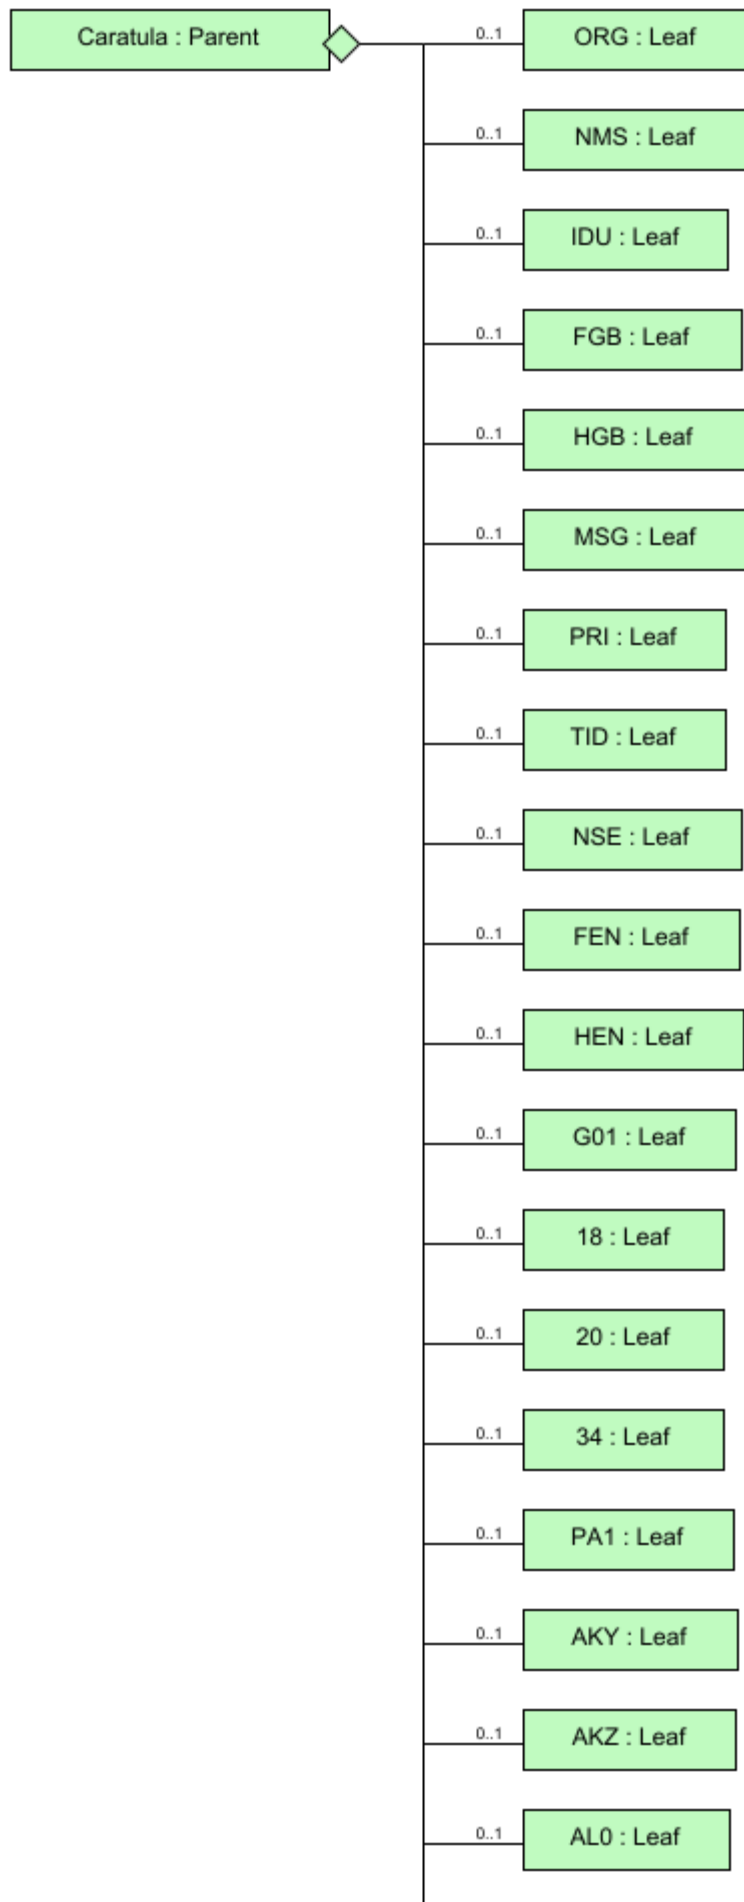 Caratula : Parent
0..1
ORG : Leaf
0..1
NMS : Leaf
0..1
IDU : Leaf
0..1
FGB : Leaf
0..1
HGB : Leaf
0..1
MSG : Leaf
0..1
PRI : Leaf
0..1
TID : Leaf
0..1
NSE : Leaf
0..1
FEN : Leaf
0..1
HEN : Leaf
0..1
G01 : Leaf
0..1
18 : Leaf
0..1
20 : Leaf
0..1
34 : Leaf
0..1
PA1 : Leaf
0..1
AKY : Leaf
0..1
AKZ : Leaf
0..1
AL0 : Leaf